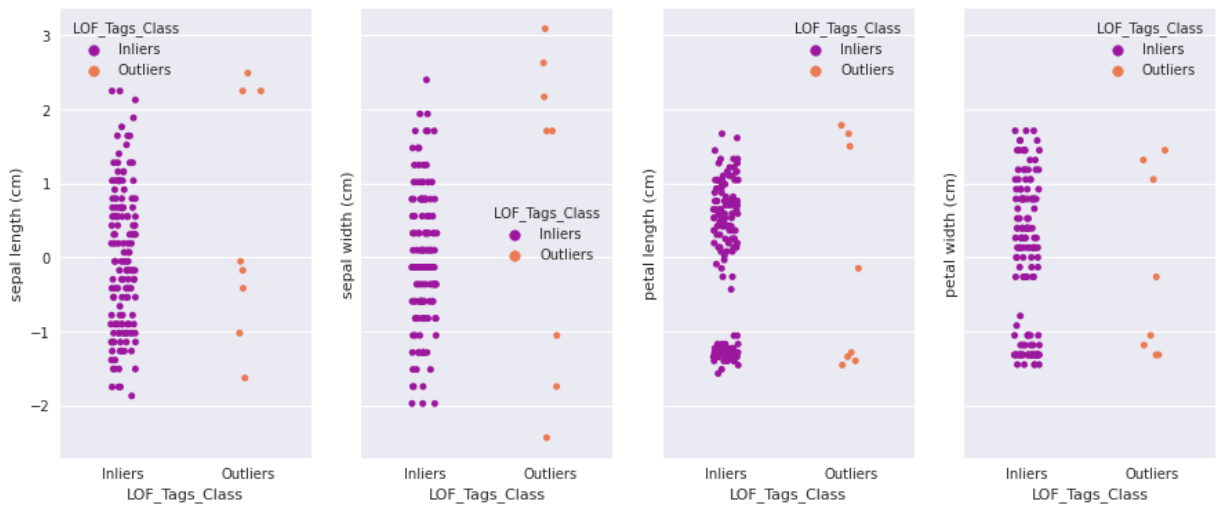 sepal length (cm)
3
2
1
0
−1
−2
LOF_Tags_Class
Inliers
Outliers
Inliers
Outliers
LOF_Tags_Class
sepal width (cm)
LOF_Tags_Class
Inliers
Outliers
Inliers
Outliers
LOF_Tags_Class
petal length (cm)
LOF_Tags_Class
Inliers
Outliers
Inliers
Outliers
LOF_Tags_Class
petal width (cm)
LOF_Tags_Class
Inliers
Outliers
Inliers
Outliers
LOF_Tags_Class